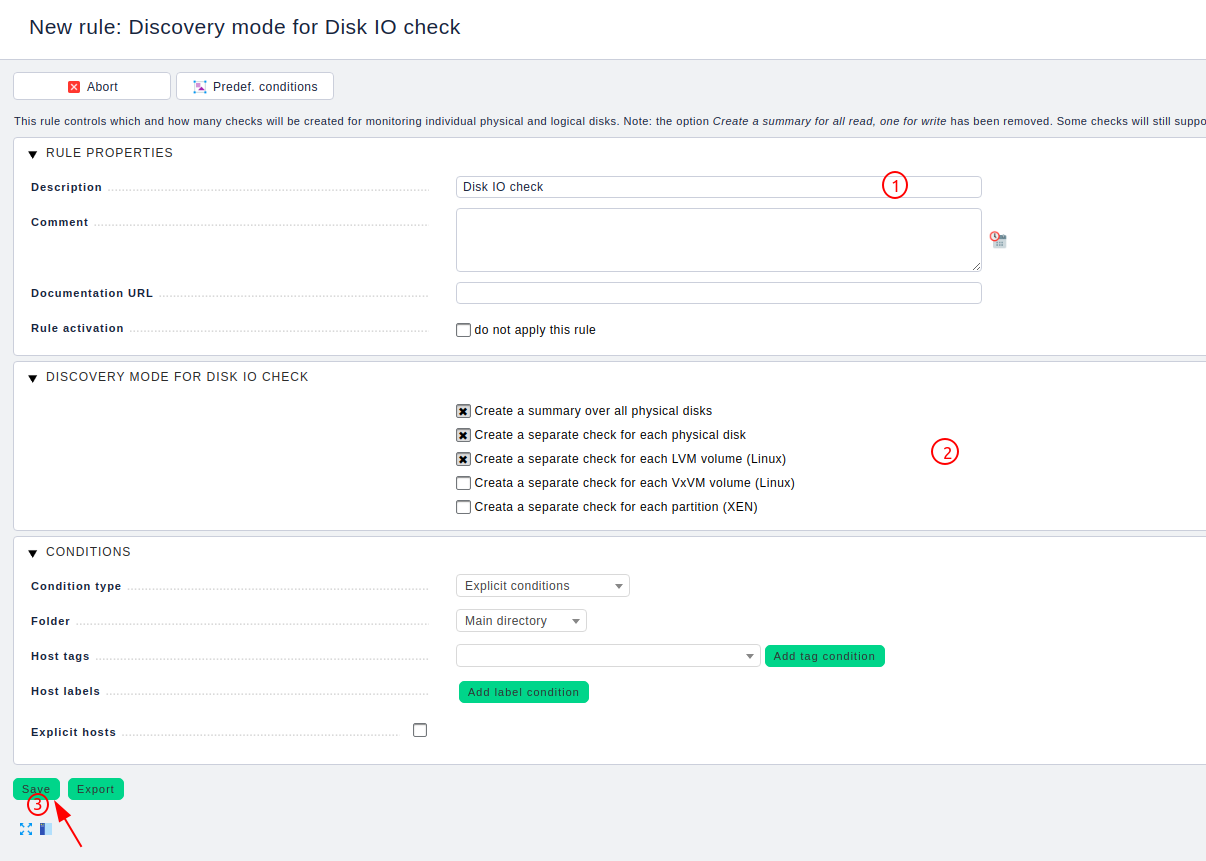 New rule: Discovery mode for Disk IO check
Abort Predef. conditions
This rule controls which and how many checks will be created for monitoring individual physical and logical disks. Note: the option Create a summary for all read, one for write has been removed. Some checks will still suppo
RULE PROPERTIES
Description Disk IO check 1
Comment
Documentation URL
Rule activation do not apply this rule
DISCOVERY MODE FOR DISK IO CHECK
Create a summary over all physical disks
Create a separate check for each physical disk
Create a separate check for each LVM volume (Linux) 2
Creata a separate check for each VxVM volume (Linux)
Creata a separate check for each partition (XEN)
CONDITIONS
Condition type Explicit conditions
Folder Main directory
Host tags Add tag condition
Host labels Add label condition
Explicit hosts
Save Export
3